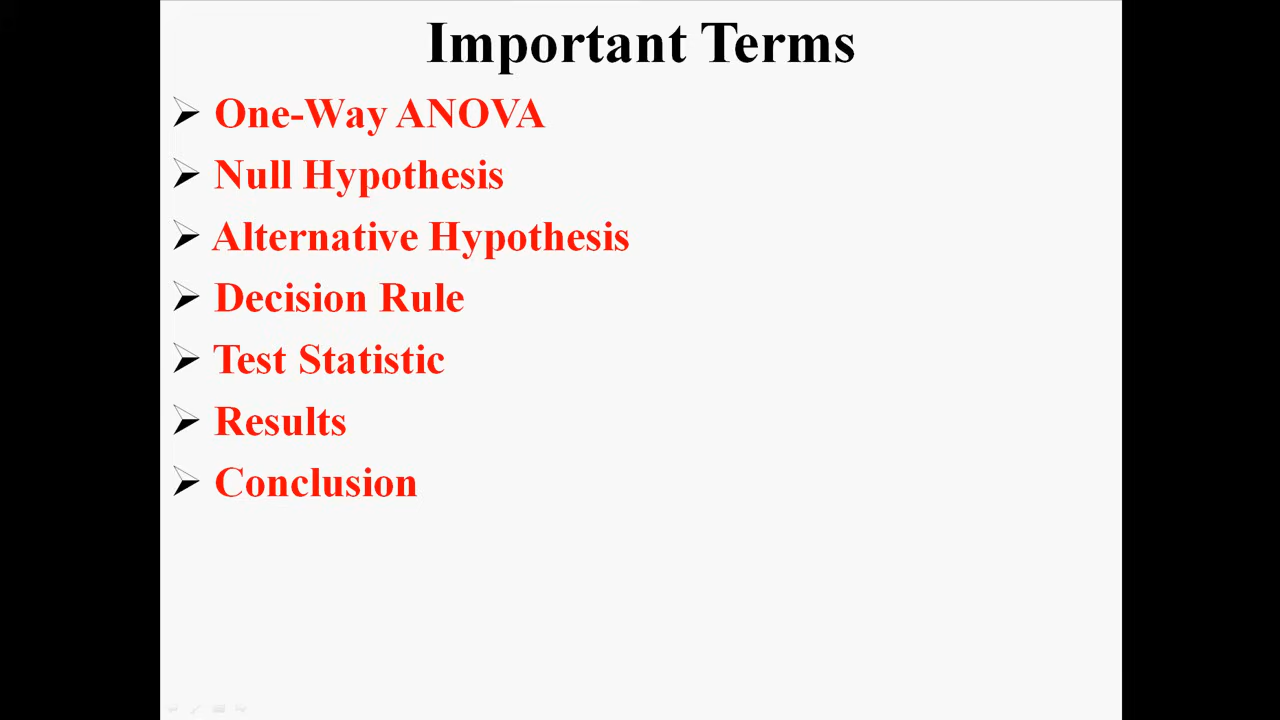 Important Terms
One-Way ANOVA
Null Hypothesis
Alternative Hypothesis
Decision Rule
Test Statistic
Results
Conclusion